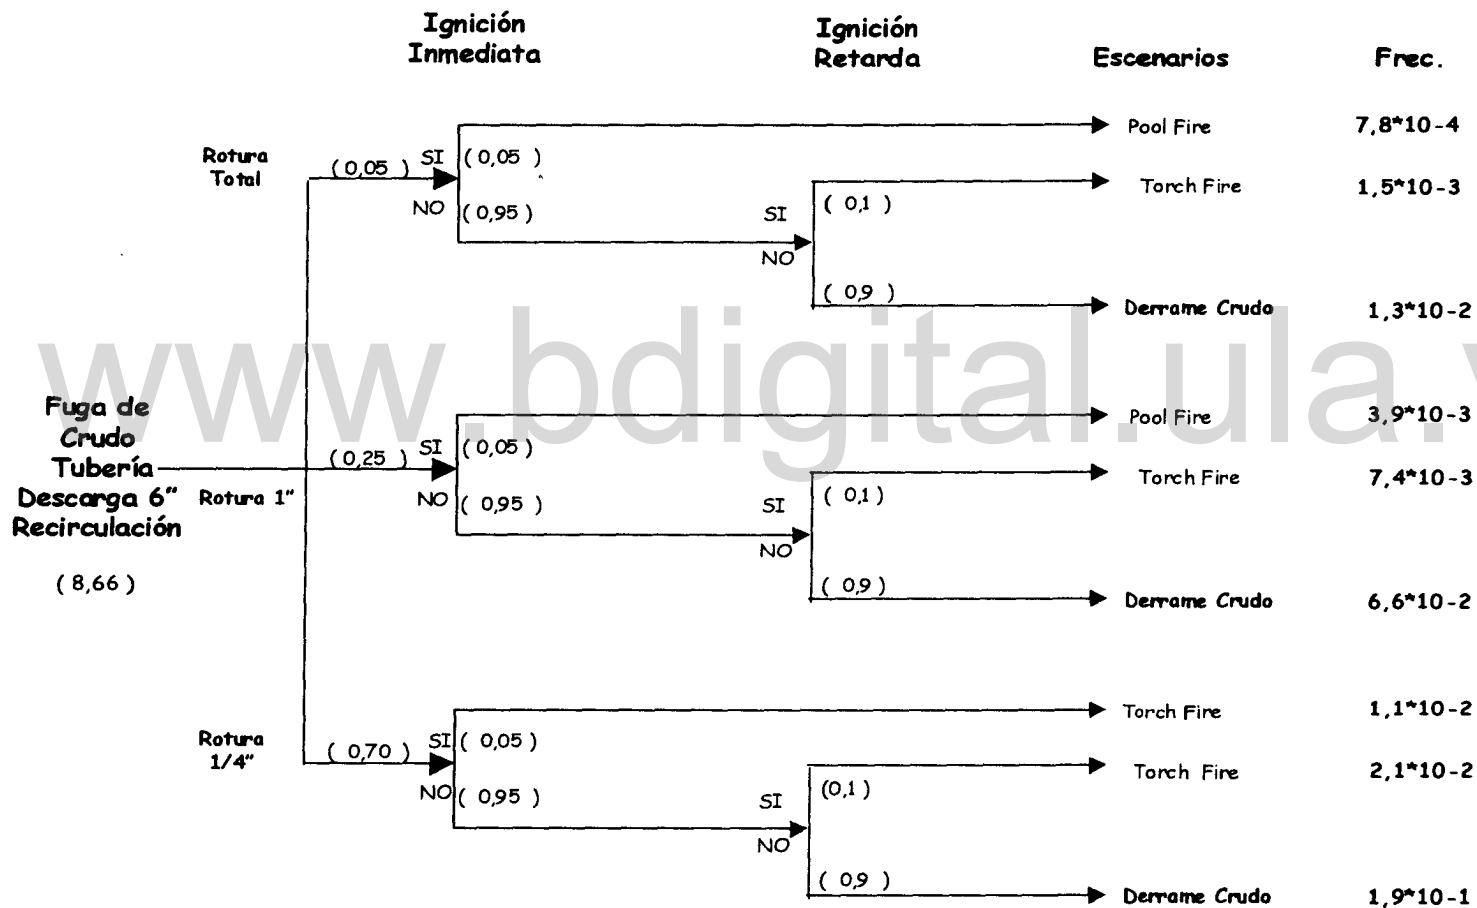 Ignición
Inmediata
Ignición
Retarda
Escenarios
Frec.
Pool Fire
7,8*10-4
Rotura
Total
( 0,05 )
SI
( 0,05 )
NO
( 0,95 )
SI
( 0,1 )
Torch Fire
1,5*10-3
NO
( 0,9 )
Derrame Crudo
1,3*10-2
www.bdigital.ula.v
Fuga de
Crudo
Tubería
Descarga 6"
Recirculación
( 8,66 )
Rotura 1"
( 0,25 )
SI
( 0,05 )
NO
( 0,95 )
Pool Fire
3,9*10-3
SI
( 0,1 )
Torch Fire
7,4*10-3
NO
( 0,9 )
Derrame Crudo
6,6*10-2
Rotura
1/4"
( 0,70 )
SI
( 0,05 )
NO
( 0,95 )
Torch Fire
1,1*10-2
SI
(0,1 )
Torch Fire
2,1*10-2
NO
( 0,9 )
Derrame Crudo
1,9*10-1